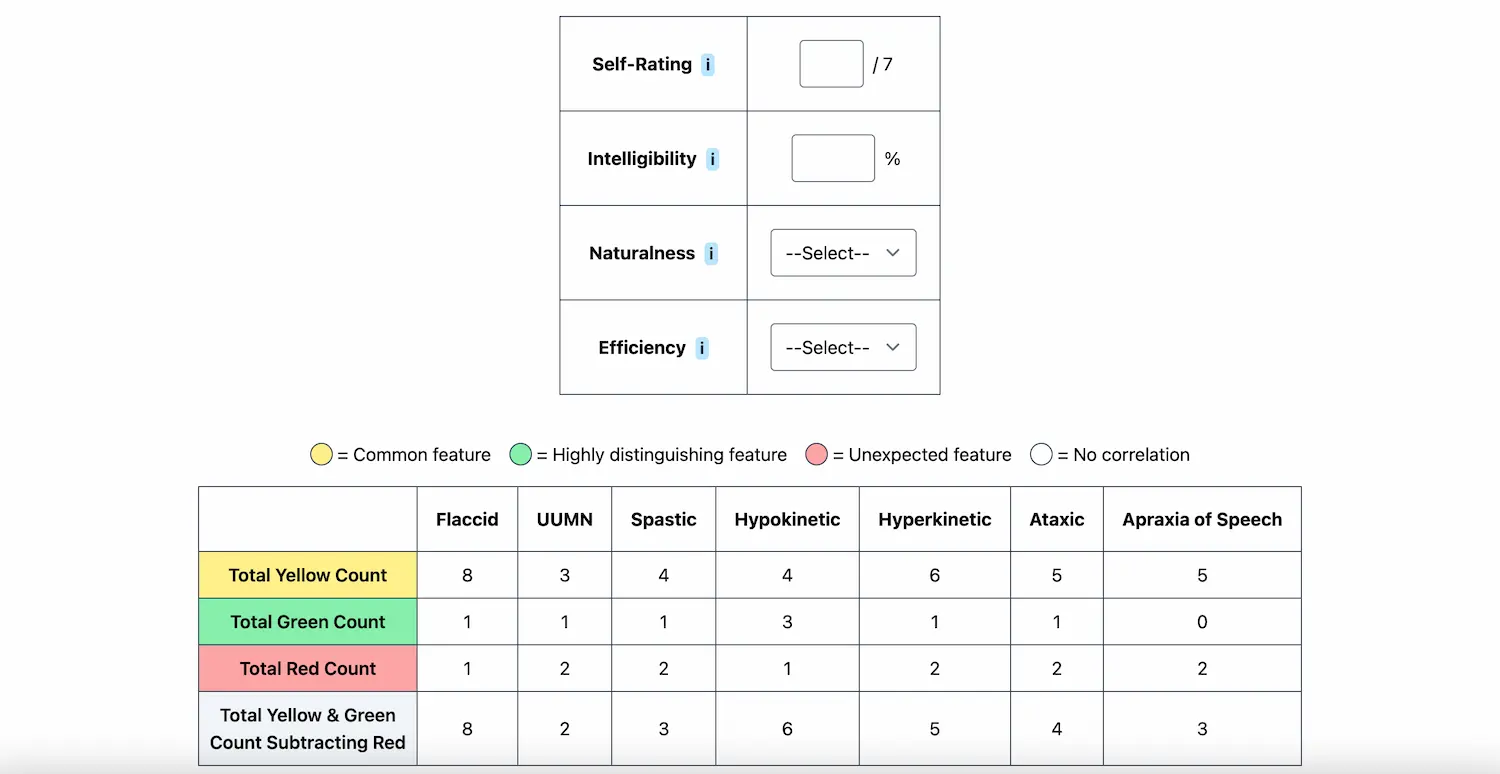 Self-Rating i / 7
Intelligibility i %
Naturalness i --Select--
Efficiency i --Select--
= Common feature = Highly distinguishing feature = Unexpected feature = No correlation
Flaccid UUMN Spastic Hypokinetic Hyperkinetic Ataxic Apraxia of Speech
Total Yellow Count 8 3 4 4 6 5 5
Total Green Count 1 1 1 3 1 1 0
Total Red Count 1 2 2 1 2 2 2
Total Yellow & Green
Count Subtracting Red 8 2 3 6 5 4 3